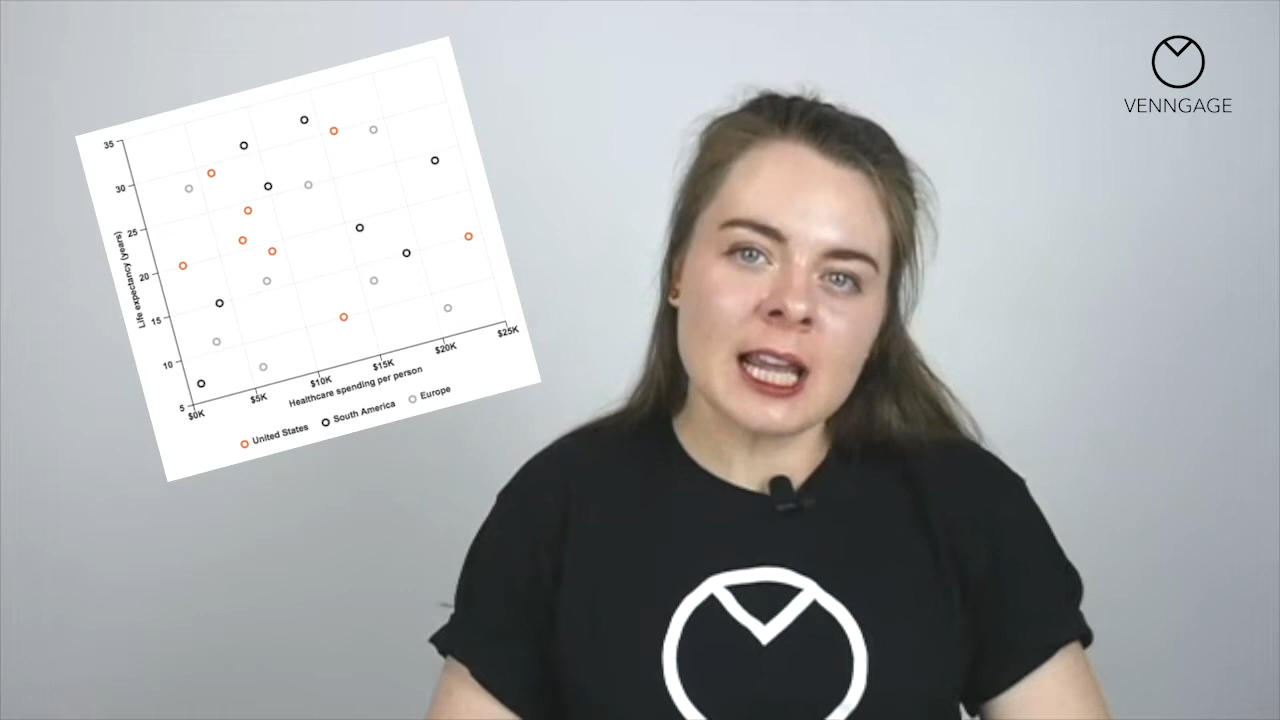 VENNGAGE
35
30
25
20
15
10
5
Life expectancy (years)
$0K
$5K
$10K
$15K
$20K
$25K
Healthcare spending per person
United States
South America
Europe